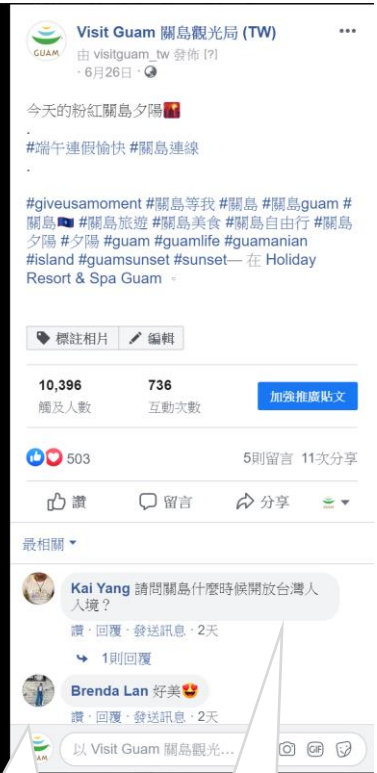 Visit Guam 關島觀光局 (TW)
由 visitguam_tw 發佈 [?]
· 6月26日 ·
GUAM
今天的粉紅關島夕陽🌇
.
#端午連假愉快 #關島連線
.
#giveusamoment #關島等我 #關島 #關島guam #
關島🇬🇺 #關島旅遊 #關島美食 #關島自由行 #關島
夕陽 #夕陽 #guam #guamlife #guamanian
#island #guamsunset #sunset— 在 Holiday
Resort & Spa Guam 。
標註相片 編輯
10,396 736
觸及人數 互動次數
加強推廣貼文
503 5則留言 11次分享
讚 留言 分享
最相關
Kai Yang 請問關島什麼時候開放台灣人
入境？
讚 · 回覆 · 發送訊息 · 2天
1則回覆
Brenda Lan 好美😍
讚 · 回覆 · 發送訊息 · 2天
以 Visit Guam 關島觀光... GIF